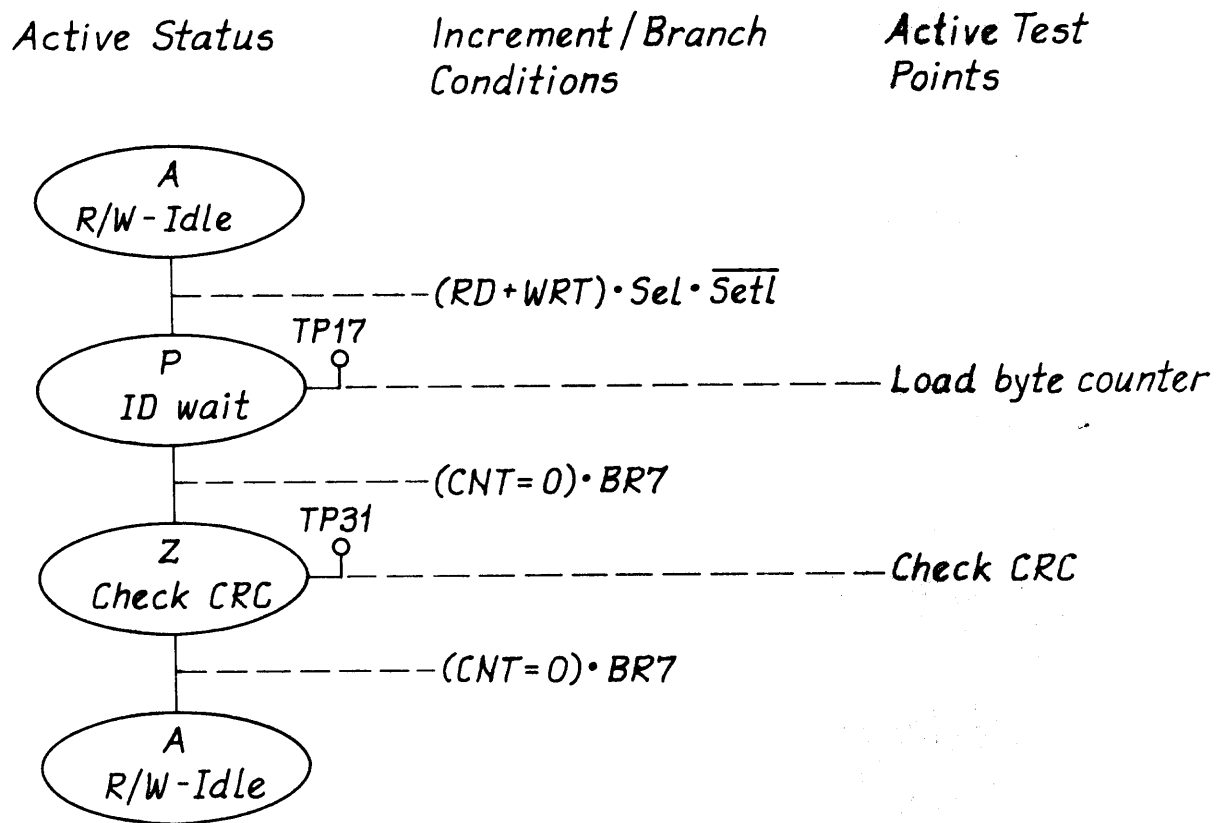 Active Status
Increment/Branch
Conditions
Active Test
Points
A
R/W-Idle
(RD+WRT)•Sel•S̅e̅t̅l̅
TP17
P
ID wait
Load byte counter
(CNT=0)•BR7
TP31
Z
Check CRC
Check CRC
(CNT=0)•BR7
A
R/W-Idle